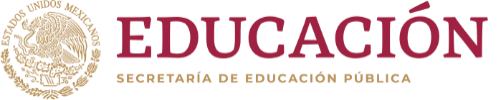 ESTADOS UNIDOS MEXICANOS
EDUCACIÓN
SECRETARÍA DE EDUCACIÓN PÚBLICA